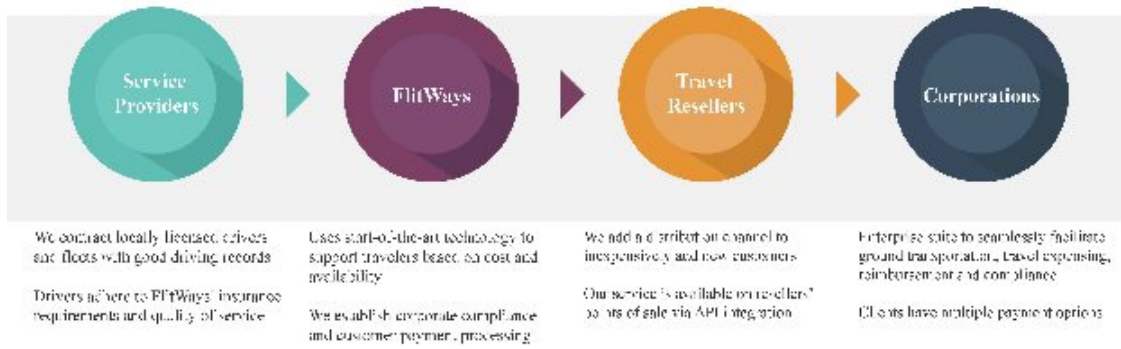 Service
Providers
FlitWays
Travel
Resellers
Corporations
We contract locally licensed drivers
and fleets with good driving records
Drivers adhere to FlitWays' insurance
requirements and quality of service
Uses start-of-the-art technology to
support travelers based on cost and
availability
We establish corporate compliance
and customer payment processing
We add a distribution channel to
inexpensively and new customers
Our service is available on resellers'
points of sale via API integration
Enterprise suite to seamlessly facilitate
ground transportation, travel expensing,
reimbursement and compliance
Clients have multiple payment options